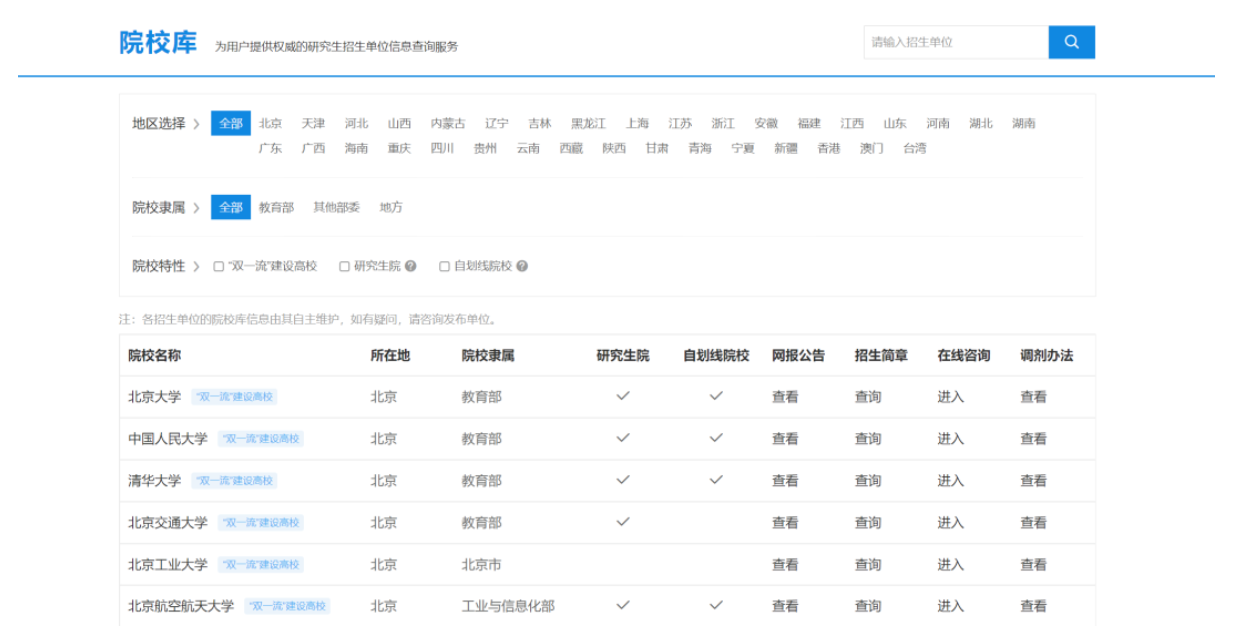 院校库 为用户提供权威的研究生招生单位信息查询服务 请输入招生单位
地区选择 全部 北京 天津 河北 山西 内蒙古 辽宁 吉林 黑龙江 上海 江苏 浙江 安徽 福建 江西 山东 河南 湖北 湖南
广东 广西 海南 重庆 四川 贵州 云南 西藏 陕西 甘肃 青海 宁夏 新疆 香港 澳门 台湾
院校隶属 全部 教育部 其他部委 地方
院校特性 “双一流”建设高校 研究生院 ? 自划线院校 ?
注：各招生单位的院校库信息由其自主维护，如有疑问，请咨询发布单位。
院校名称 所在地 院校隶属 研究生院 自划线院校 网报公告 招生简章 在线咨询 调剂办法
北京大学 “双一流”建设高校 北京 教育部 ✓ ✓ 查看 查询 进入 查看
中国人民大学 “双一流”建设高校 北京 教育部 ✓ ✓ 查看 查询 进入 查看
清华大学 “双一流”建设高校 北京 教育部 ✓ ✓ 查看 查询 进入 查看
北京交通大学 “双一流”建设高校 北京 教育部 ✓ 查看 查询 进入 查看
北京工业大学 “双一流”建设高校 北京 北京市 查看 查询 进入 查看
北京航空航天大学 “双一流”建设高校 北京 工业与信息化部 ✓ ✓ 查看 查询 进入 查看